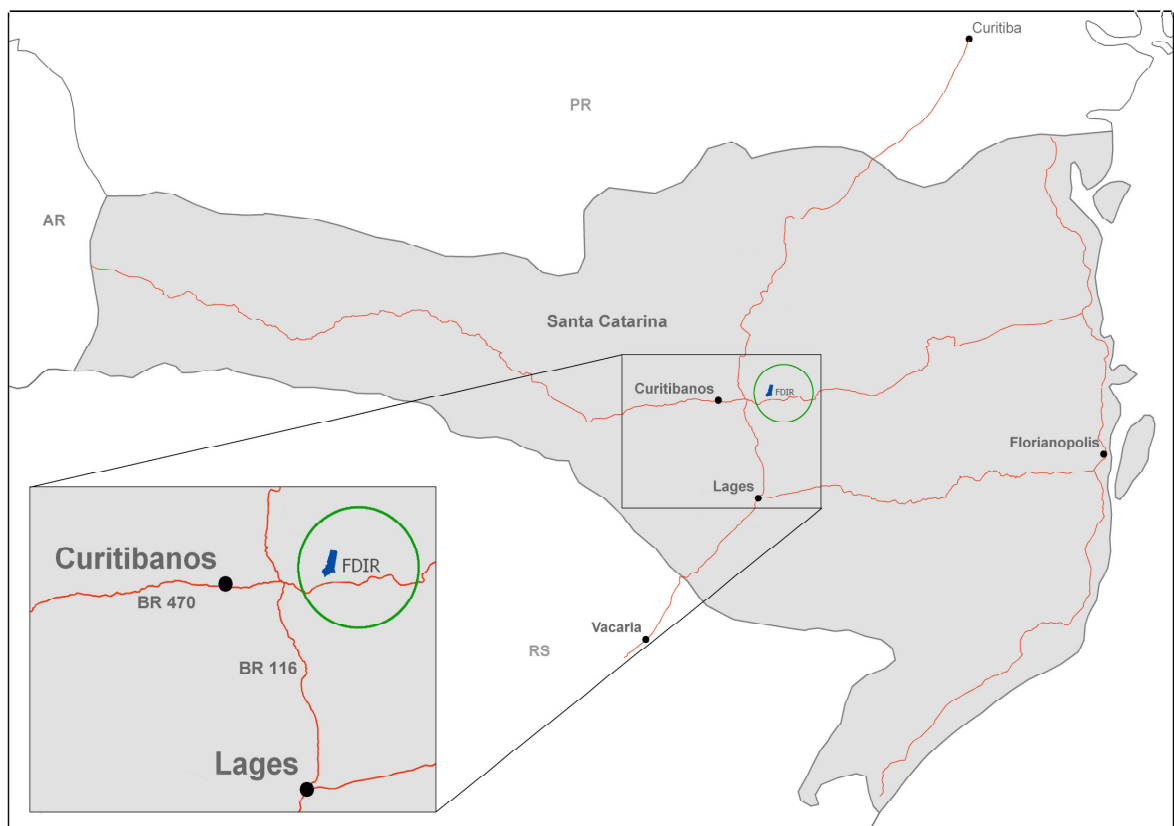 Curitiba
PR
AR
Santa Catarina
Curitibanos
FDIR
Florianopolis
Lages
Curitibanos
FDIR
BR 470
Vacaria
RS
BR 116
Lages